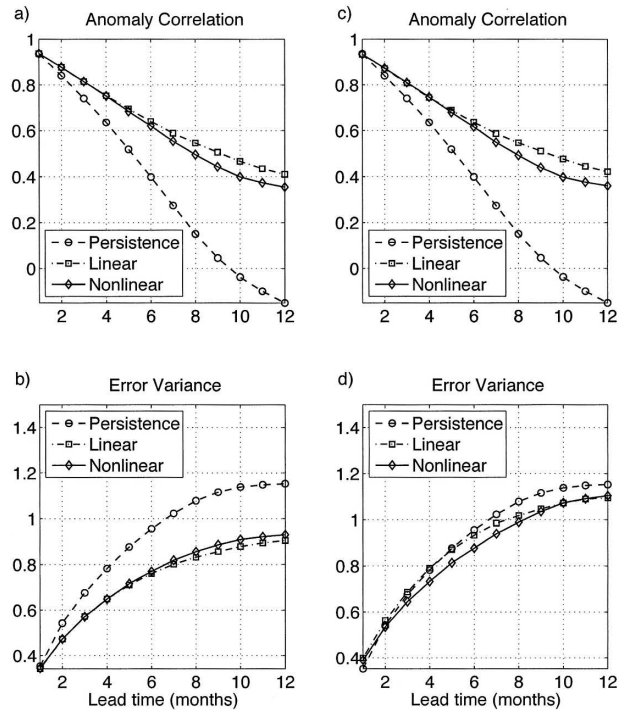 a)
Anomaly Correlation
1
0.8
0.6
0.4
0.2
0
Persistence
Linear
Nonlinear
2 4 6 8 10 12
c)
Anomaly Correlation
1
0.8
0.6
0.4
0.2
0
Persistence
Linear
Nonlinear
2 4 6 8 10 12
b)
Error Variance
1.4
1.2
1
0.8
0.6
0.4
Persistence
Linear
Nonlinear
2 4 6 8 10 12
Lead time (months)
d)
Error Variance
1.4
1.2
1
0.8
0.6
0.4
Persistence
Linear
Nonlinear
2 4 6 8 10 12
Lead time (months)